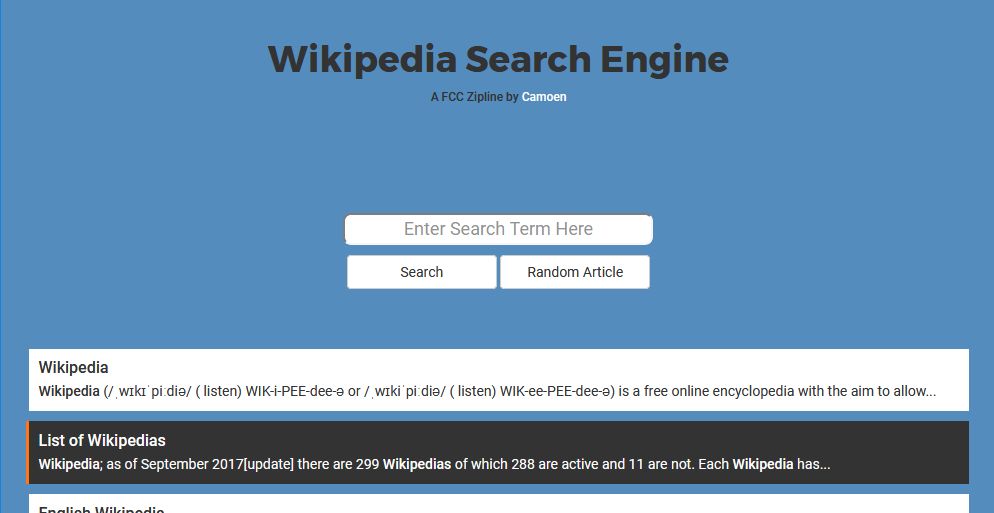 Wikipedia Search Engine
A FCC Zipline by Camoen
Enter Search Term Here
Search
Random Article
Wikipedia
Wikipedia (/ˌwɪkɪˈpiːdiə/ ( listen) WIK-i-PEE-dee-ə or /ˌwɪkiˈpiːdiə/ ( listen) WIK-ee-PEE-dee-ə) is a free online encyclopedia with the aim to allow...
List of Wikipedias
Wikipedia; as of September 2017[update] there are 299 Wikipedias of which 288 are active and 11 are not. Each Wikipedia has...
English Wikipedia